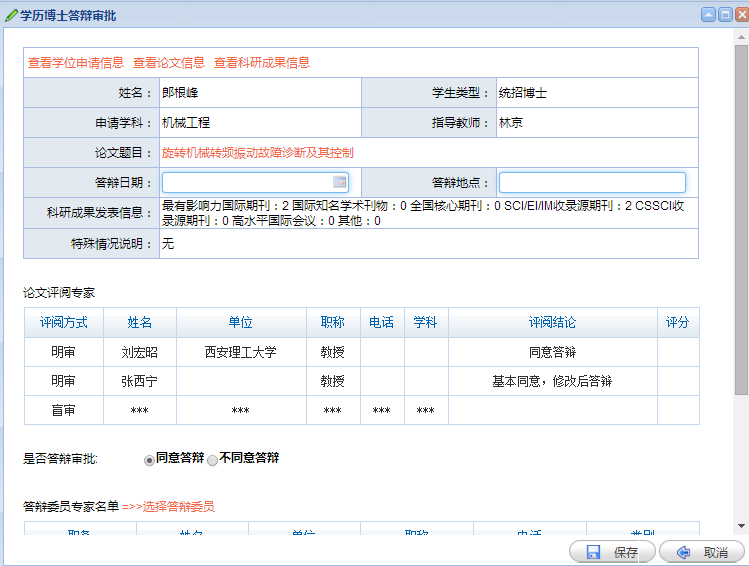 学历博士答辩审批
查看学位申请信息 查看论文信息 查看科研成果信息
姓名： 郎根峰 学生类型： 统招博士
申请学科： 机械工程 指导教师： 林京
论文题目： 旋转机械转频振动故障诊断及其控制
答辩日期： 答辩地点：
科研成果发表信息： 最有影响力国际期刊：2 国际知名学术刊物：0 全国核心期刊：0 SCI/EI/IM收录源期刊：2 CSSCI收
录源期刊：0 高水平国际会议：0 其他：0
特殊情况说明： 无
论文评阅专家
评阅方式 姓名 单位 职称 电话 学科 评阅结论 评分
明审 刘宏昭 西安理工大学 教授 同意答辩
明审 张西宁 教授 基本同意，修改后答辩
盲审 *** *** *** *** ***
是否答辩审批: 同意答辩 不同意答辩
答辩委员专家名单 =>>选择答辩委员
职务 姓名 单位 职称 电话 类别
保存 取消